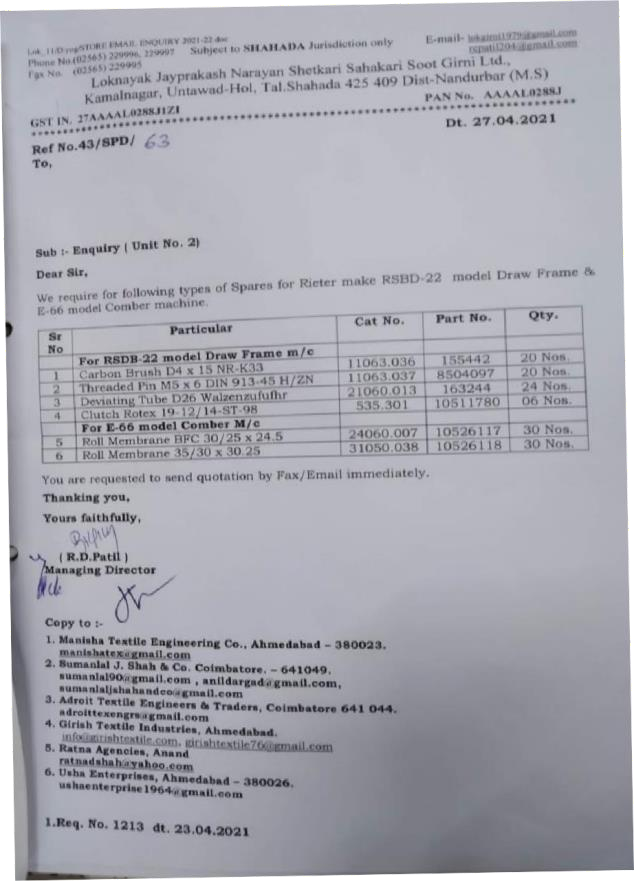 Lok_11/D:rep/STORE EMAIL ENQUIRY 2021-22.doc
Phone No.(02565) 229996, 229997 Subject to SHAHADA Jurisdiction only E-mail- lokgirni1979@gmail.com
Fax No. (02565) 229995 rcpatil204@gmail.com
Loknayak Jayprakash Narayan Shetkari Sahakari Soot Girni Ltd.,
Kamalnagar, Untawad-Hol, Tal.Shahada 425 409 Dist-Nandurbar (M.S)
GST IN. 27AAAAL0288J1Z1 PAN No. AAAAL0288J
Ref No.43/SPD/ 63 Dt. 27.04.2021
To,
Sub :- Enquiry ( Unit No. 2)
Dear Sir,
We require for following types of Spares for Rieter make RSBD-22 model Draw Frame &
E-66 model Comber machine.
Sr No Particular Cat No. Part No. Qty.
For RSDB-22 model Draw Frame m/c
1 Carbon Brush D4 x 15 NR-K33 11063.036 155442 20 Nos.
2 Threaded Pin M5 x 6 DIN 913-45 H/ZN 11063.037 8504097 20 Nos.
3 Deviating Tube D26 Walzenzufufhr 21060.013 163244 24 Nos.
4 Clutch Rotex 19-12/14-ST-98 535.301 10511780 06 Nos.
For E-66 model Comber M/c
5 Roll Membrane BFC 30/25 x 24.5 24060.007 10526117 30 Nos.
6 Roll Membrane 35/30 x 30.25 31050.038 10526118 30 Nos.
You are requested to send quotation by Fax/Email immediately.
Thanking you,
Yours faithfully,
( R.D.Patil )
Managing Director
Copy to :-
1. Manisha Textile Engineering Co., Ahmedabad – 380023.
manishatex@gmail.com
2. Sumanlal J. Shah & Co. Coimbatore. – 641049.
sumanlal90@gmail.com , anildargad@gmail.com,
sumanlaljshahandco@gmail.com
3. Adroit Textile Engineers & Traders, Coimbatore 641 044.
adroittexengrs@gmail.com
4. Girish Textile Industries, Ahmedabad.
info@girishtextile.com, girishtextile76@gmail.com
5. Ratna Agencies, Anand
ratnadshah@yahoo.com
6. Usha Enterprises, Ahmedabad – 380026.
ushaenterprise1964@gmail.com
1.Req. No. 1213 dt. 23.04.2021